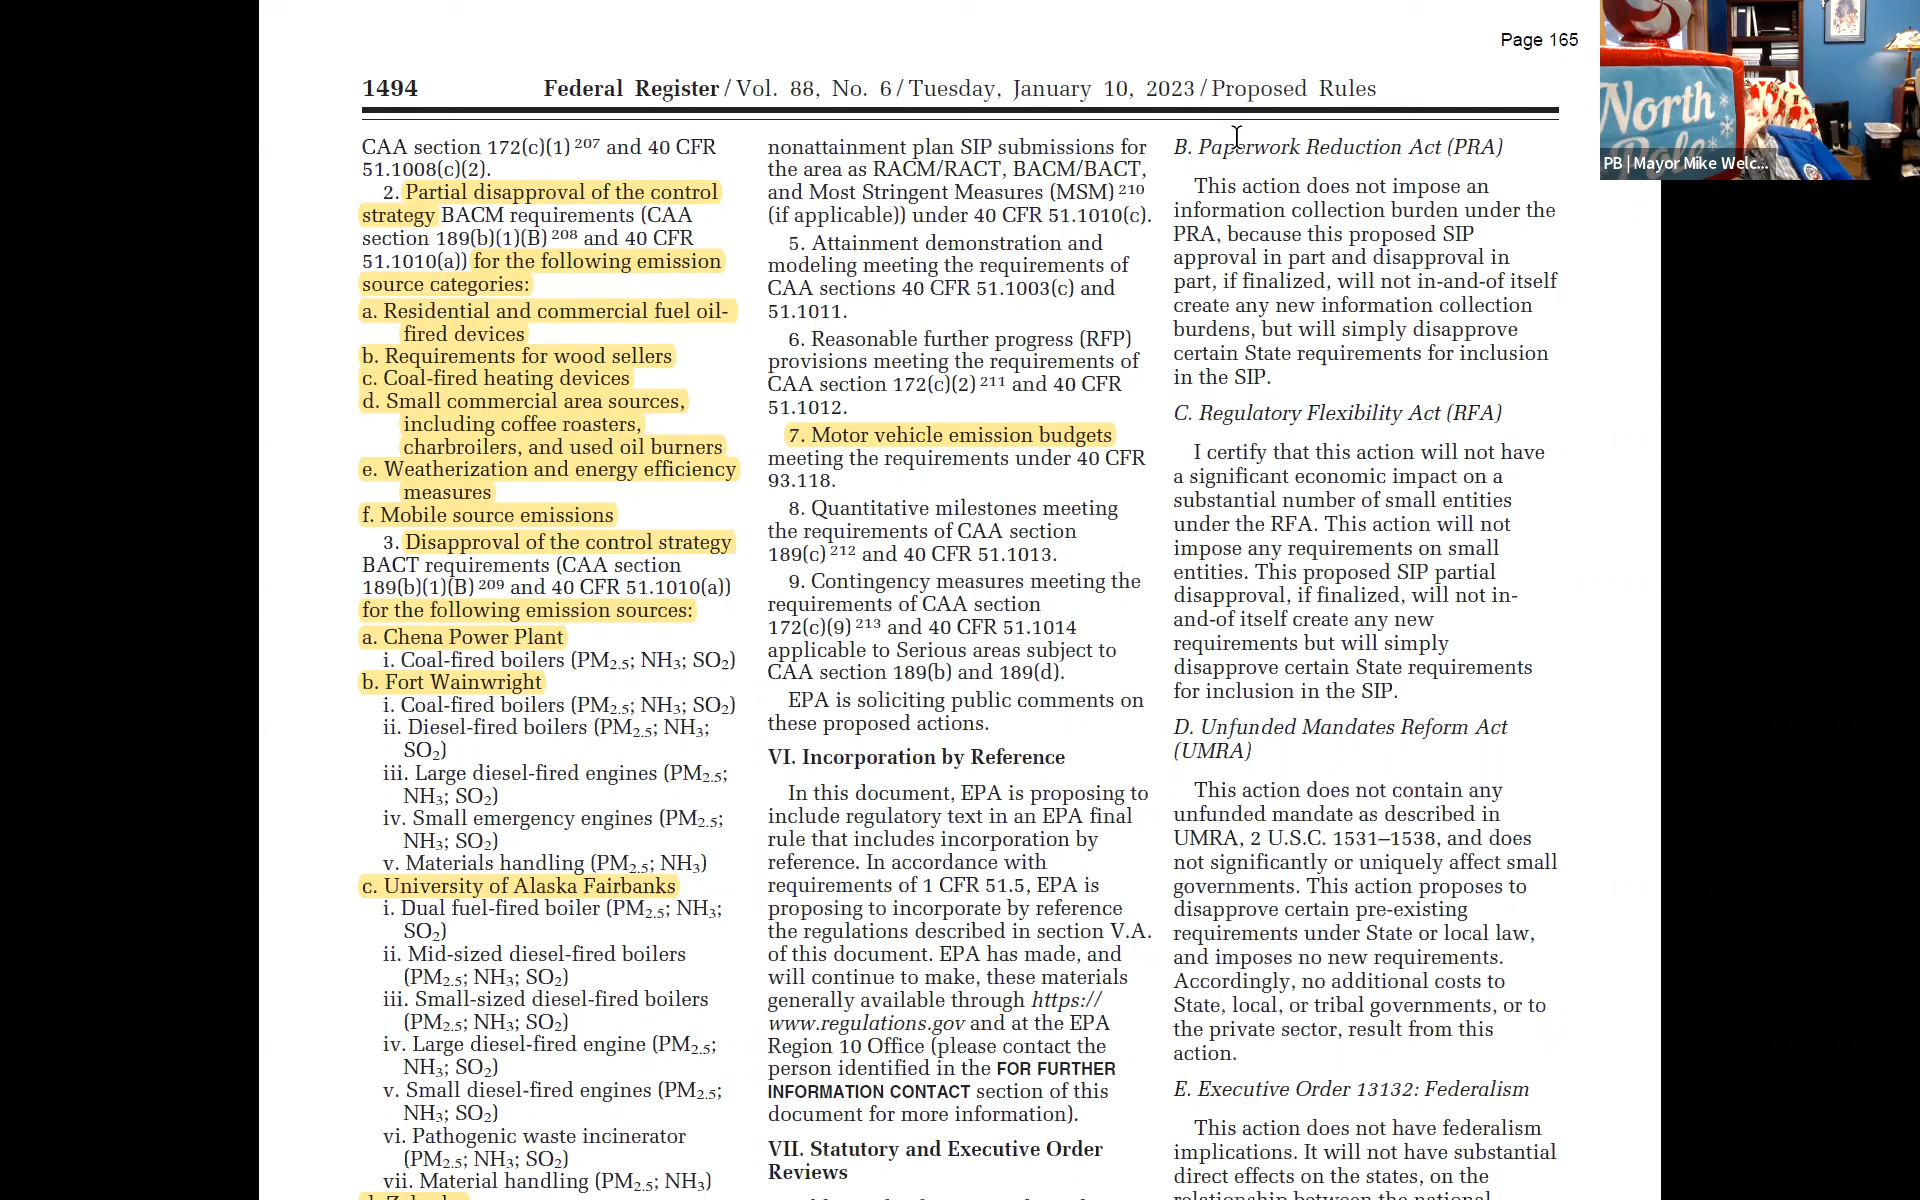 Page 165
1494 Federal Register / Vol. 88, No. 6 / Tuesday, January 10, 2023 / Proposed Rules
CAA section 172(c)(1) 207 and 40 CFR
51.1008(c)(2).
2. Partial disapproval of the control
strategy BACM requirements (CAA
section 189(b)(1)(B) 208 and 40 CFR
51.1010(a)) for the following emission
source categories:
a. Residential and commercial fuel oil-
fired devices
b. Requirements for wood sellers
c. Coal-fired heating devices
d. Small commercial area sources,
including coffee roasters,
charbroilers, and used oil burners
e. Weatherization and energy efficiency
measures
f. Mobile source emissions
3. Disapproval of the control strategy
BACT requirements (CAA section
189(b)(1)(B) 209 and 40 CFR 51.1010(a))
for the following emission sources:
a. Chena Power Plant
i. Coal-fired boilers (PM2.5; NH3; SO2)
b. Fort Wainwright
i. Coal-fired boilers (PM2.5; NH3; SO2)
ii. Diesel-fired boilers (PM2.5; NH3;
SO2)
iii. Large diesel-fired engines (PM2.5;
NH3; SO2)
iv. Small emergency engines (PM2.5;
NH3; SO2)
v. Materials handling (PM2.5; NH3)
c. University of Alaska Fairbanks
i. Dual fuel-fired boiler (PM2.5; NH3;
SO2)
ii. Mid-sized diesel-fired boilers
(PM2.5; NH3; SO2)
iii. Small-sized diesel-fired boilers
(PM2.5; NH3; SO2)
iv. Large diesel-fired engine (PM2.5;
NH3; SO2)
v. Small diesel-fired engines (PM2.5;
NH3; SO2)
vi. Pathogenic waste incinerator
(PM2.5; NH3; SO2)
vii. Material handling (PM2.5; NH3)
nonattainment plan SIP submissions for
the area as RACM/RACT, BACM/BACT,
and Most Stringent Measures (MSM) 210
(if applicable)) under 40 CFR 51.1010(c).
5. Attainment demonstration and
modeling meeting the requirements of
CAA sections 40 CFR 51.1003(c) and
51.1011.
6. Reasonable further progress (RFP)
provisions meeting the requirements of
CAA section 172(c)(2) 211 and 40 CFR
51.1012.
7. Motor vehicle emission budgets
meeting the requirements under 40 CFR
93.118.
8. Quantitative milestones meeting
the requirements of CAA section
189(c) 212 and 40 CFR 51.1013.
9. Contingency measures meeting the
requirements of CAA section
172(c)(9) 213 and 40 CFR 51.1014
applicable to Serious areas subject to
CAA section 189(b) and 189(d).
EPA is soliciting public comments on
these proposed actions.
VI. Incorporation by Reference
In this document, EPA is proposing to
include regulatory text in an EPA final
rule that includes incorporation by
reference. In accordance with
requirements of 1 CFR 51.5, EPA is
proposing to incorporate by reference
the regulations described in section V.A.
of this document. EPA has made, and
will continue to make, these materials
generally available through https://
www.regulations.gov and at the EPA
Region 10 Office (please contact the
person identified in the FOR FURTHER
INFORMATION CONTACT section of this
document for more information).
VII. Statutory and Executive Order
Reviews
B. Paperwork Reduction Act (PRA)
This action does not impose an
information collection burden under the
PRA, because this proposed SIP
approval in part and disapproval in
part, if finalized, will not in-and-of itself
create any new information collection
burdens, but will simply disapprove
certain State requirements for inclusion
in the SIP.
C. Regulatory Flexibility Act (RFA)
I certify that this action will not have
a significant economic impact on a
substantial number of small entities
under the RFA. This action will not
impose any requirements on small
entities. This proposed SIP partial
disapproval, if finalized, will not in-
and-of itself create any new
requirements but will simply
disapprove certain State requirements
for inclusion in the SIP.
D. Unfunded Mandates Reform Act
(UMRA)
This action does not contain any
unfunded mandate as described in
UMRA, 2 U.S.C. 1531–1538, and does
not significantly or uniquely affect small
governments. This action proposes to
disapprove certain pre-existing
requirements under State or local law,
and imposes no new requirements.
Accordingly, no additional costs to
State, local, or tribal governments, or to
the private sector, result from this
action.
E. Executive Order 13132: Federalism
This action does not have federalism
implications. It will not have substantial
direct effects on the states, on the
relationship between the national
North
Pole
PB | Mayor Mike Welc...